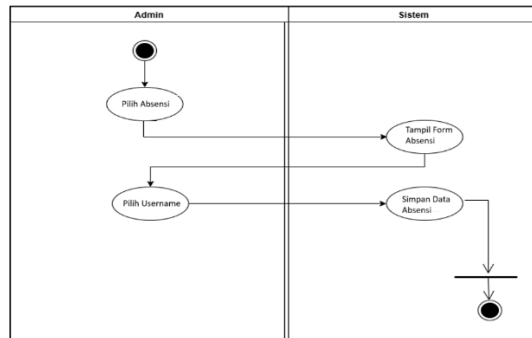 Admin
Sistem
Pilih Absensi
Tampil Form
Absensi
Pilih Username
Simpan Data
Absensi